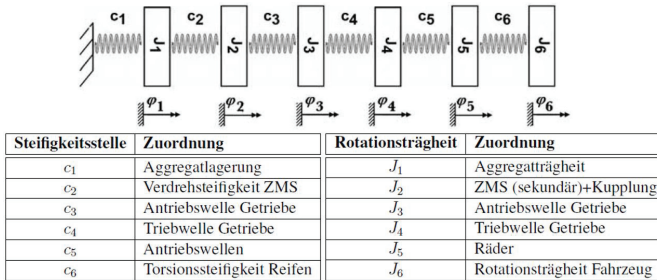 c1 c2 c3 c4 c5 c6
J1 J2 J3 J4 J5 J6
φ1 φ2 φ3 φ4 φ5 φ6
Steifigkeitsstelle Zuordnung Rotationsträgheit Zuordnung
c1 Aggregatlagerung J1 Aggregatträgheit
c2 Verdrehsteifigkeit ZMS J2 ZMS (sekundär)+Kupplung
c3 Antriebswelle Getriebe J3 Antriebswelle Getriebe
c4 Triebwelle Getriebe J4 Triebwelle Getriebe
c5 Antriebswellen J5 Räder
c6 Torsionssteifigkeit Reifen J6 Rotationsträgheit Fahrzeug